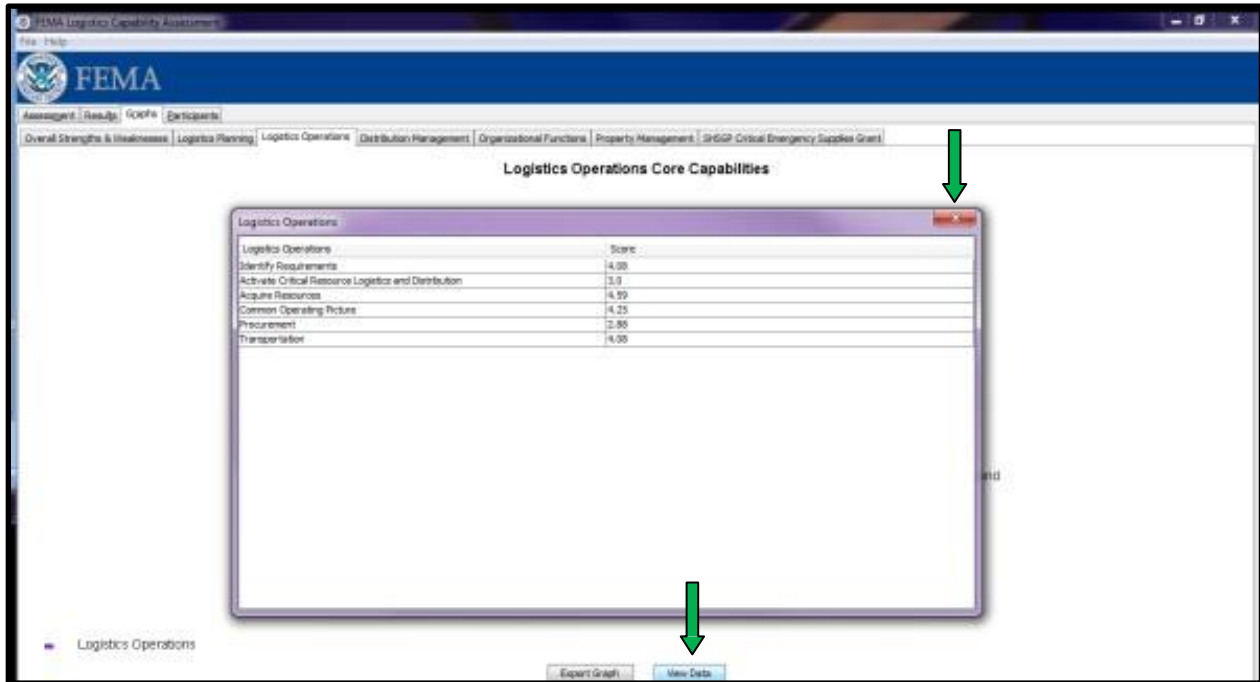 FEMA Logistics Capability Assessment
File Help
FEMA
Assessment Results Graphs Participants
Overall Strengths & Weaknesses Logistics Planning Logistics Operations Distribution Management Organizational Functions Property Management SHSGP Critical Emergency Supplies Grant
Logistics Operations Core Capabilities
Logistics Operations
Logistics Operations Score
Identify Requirements 4.08
Activate Critical Resource Logistics and Distribution 3.0
Acquire Resources 4.59
Common Operating Picture 4.25
Procurement 2.88
Transportation 4.08
and
Logistics Operations
Export Graph View Data